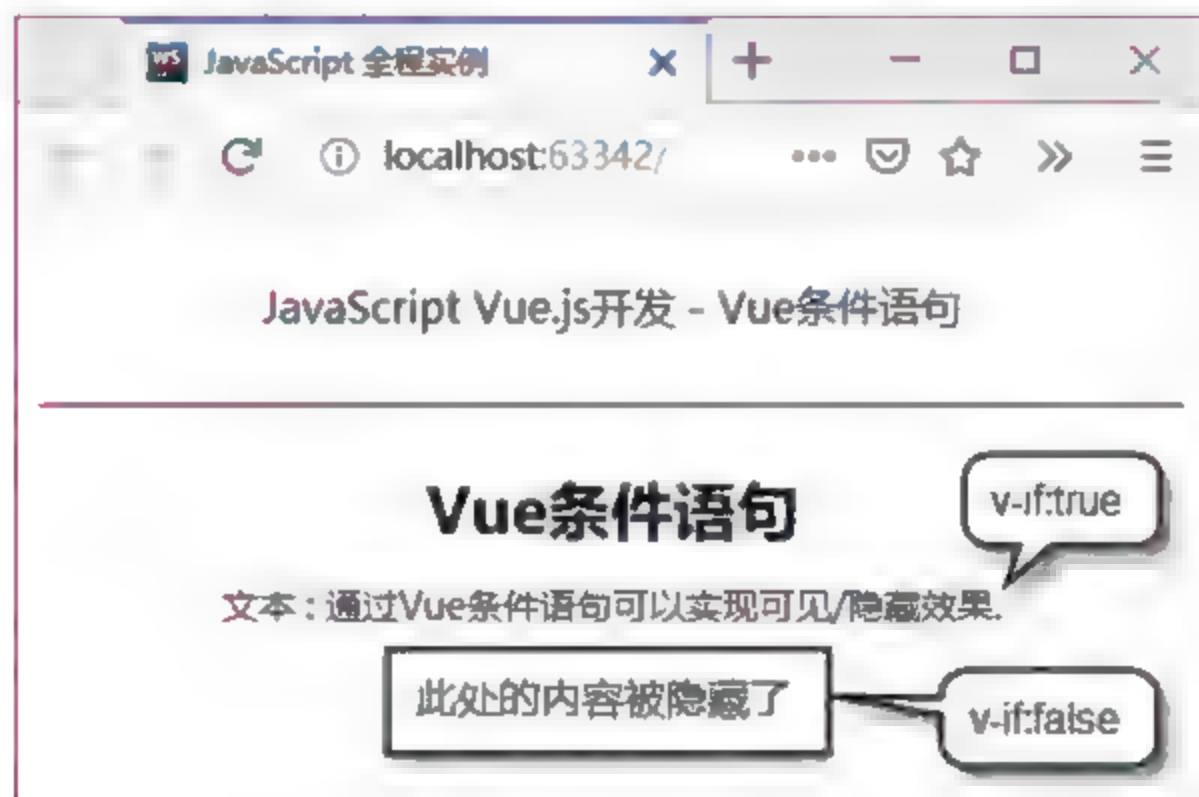 WS JavaScript 全程实例
localhost:63342/
JavaScript Vue.js开发 - Vue条件语句
Vue条件语句
v-if:true
文本 : 通过Vue条件语句可以实现可见/隐藏效果.
此处的内容被隐藏了
v-if:false